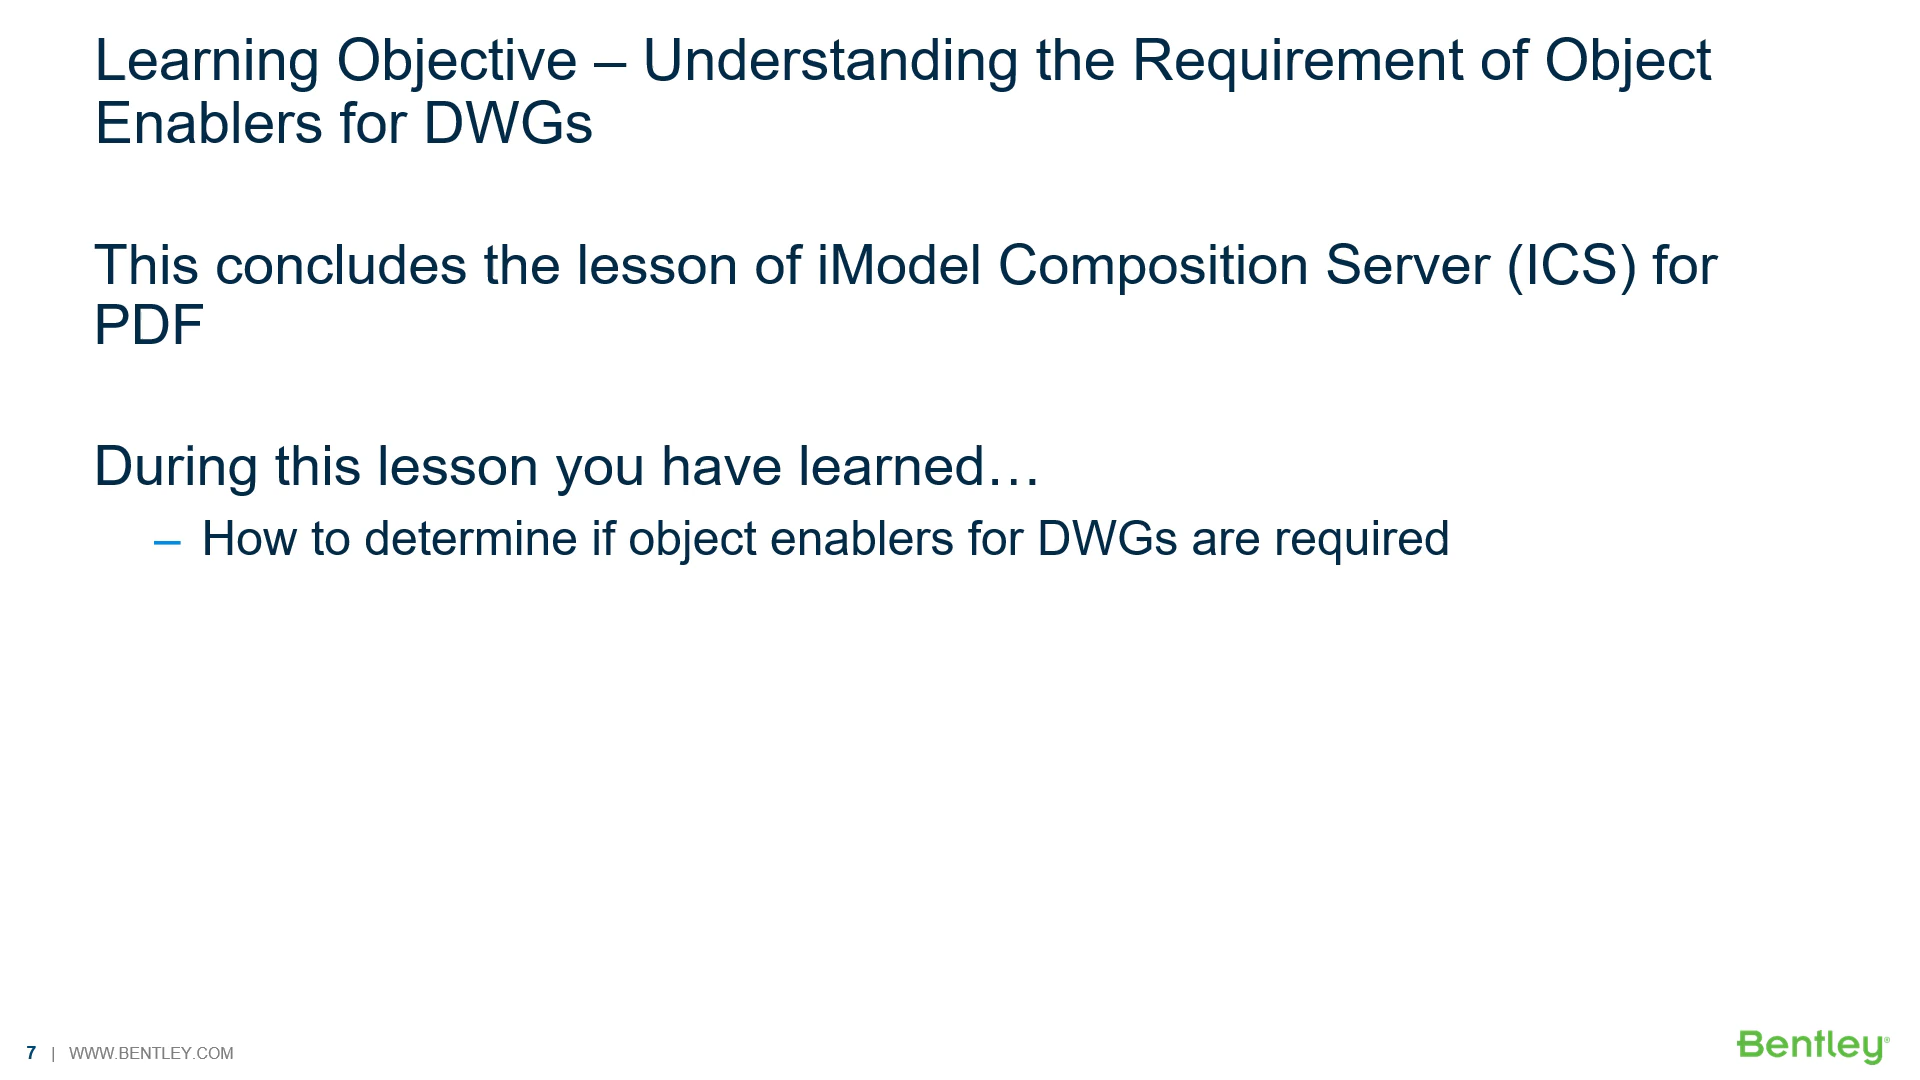 Learning Objective – Understanding the Requirement of Object
Enablers for DWGs
This concludes the lesson of iModel Composition Server (ICS) for
PDF
During this lesson you have learned…
– How to determine if object enablers for DWGs are required
7 | WWW.BENTLEY.COM
Bentley®